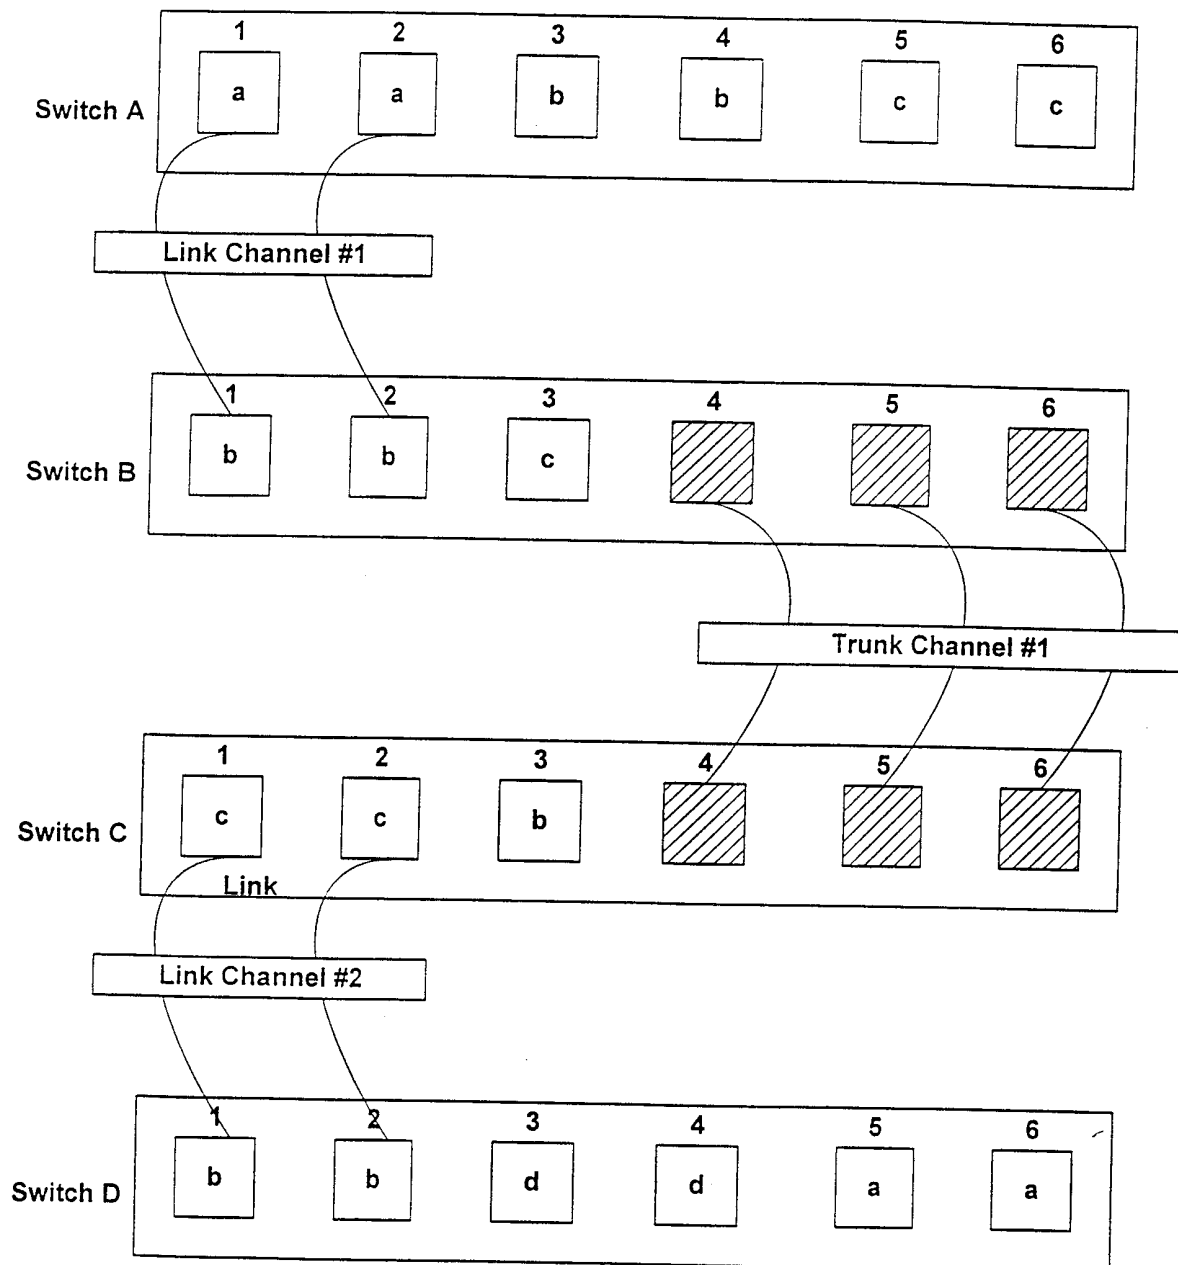 1 2 3 4 5 6
Switch A a a b b c c
Link Channel #1
1 2 3 4 5 6
Switch B b b c
Trunk Channel #1
1 2 3 4 5 6
Switch C c c b
Link
Link Channel #2
1 2 3 4 5 6
Switch D b b d d a a